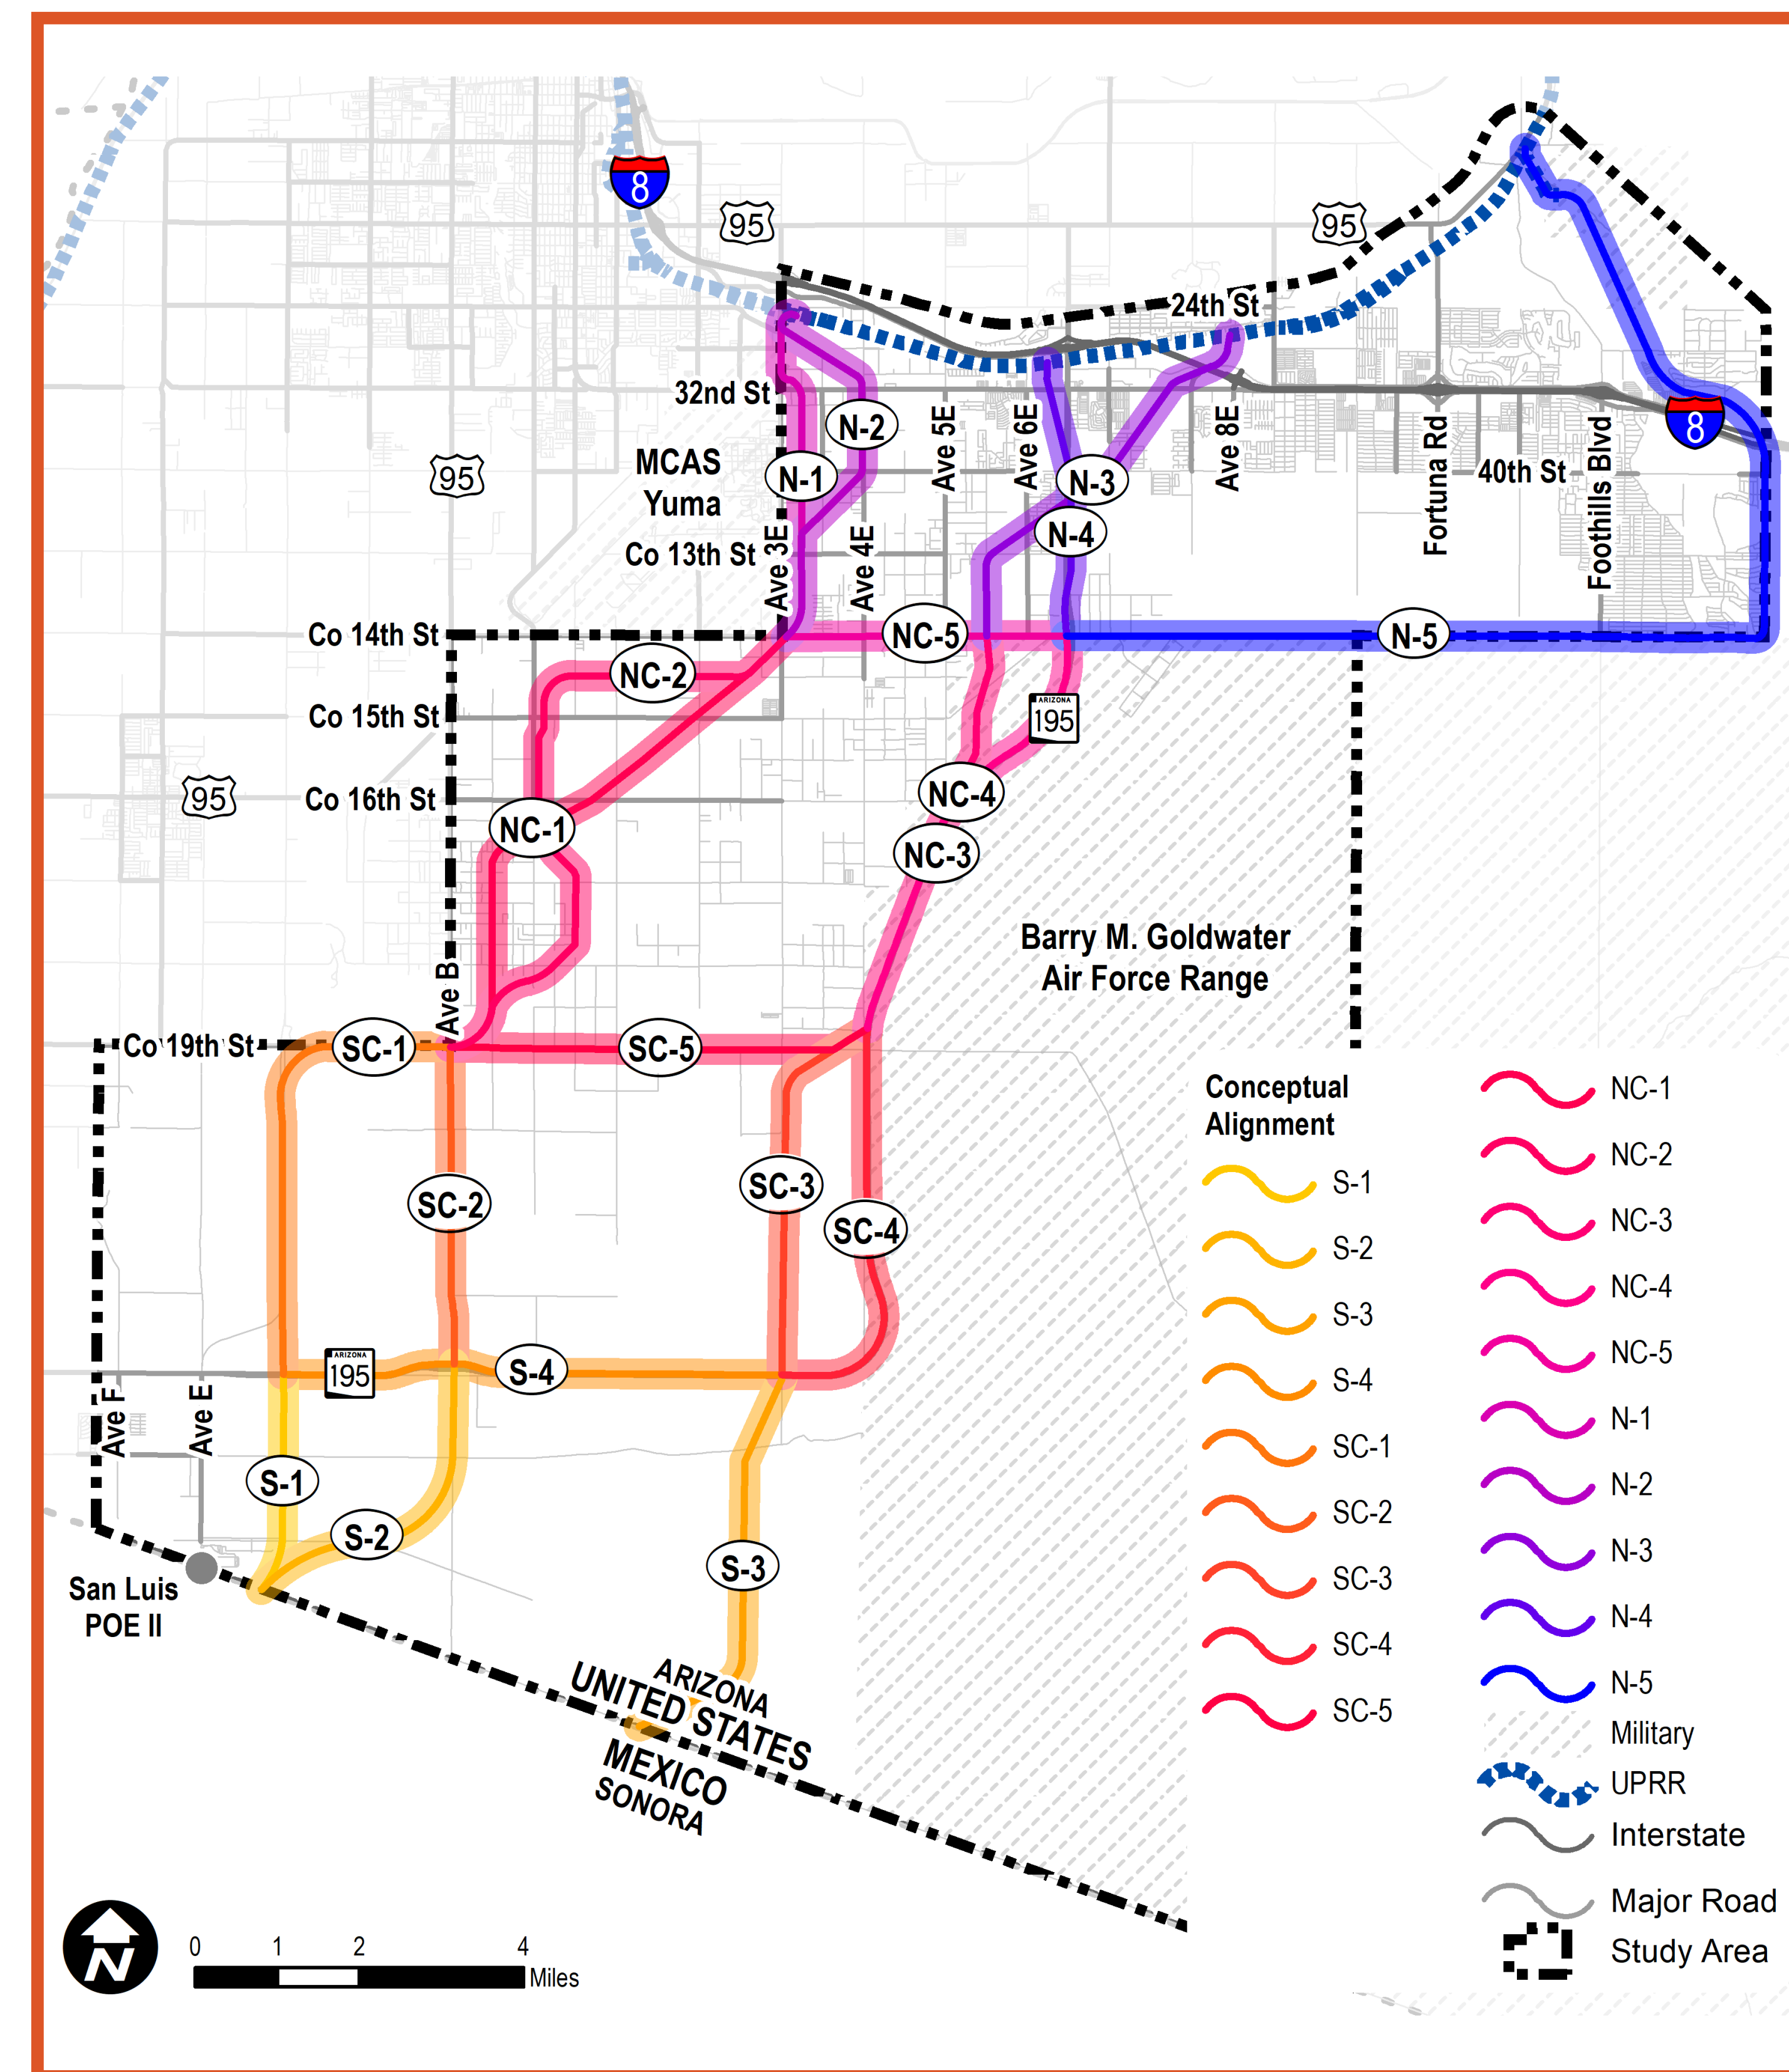 8
95
95
24th St
32nd St
N-2
Ave 5E
Ave 6E
Ave 8E
8
MCAS
Yuma
95
N-1
N-3
Fortuna Rd
40th St
Foothills Blvd
N-4
Co 13th St
Ave 3E
Ave 4E
Co 14th St
NC-5
N-5
NC-2
ARIZONA
195
Co 15th St
95
Co 16th St
NC-4
NC-1
NC-3
Barry M. Goldwater
Air Force Range
Ave B
Co 19th St
SC-1
SC-5
SC-2
SC-3
SC-4
ARIZONA
195
S-4
Ave F
Ave E
S-1
S-2
S-3
San Luis
POE II
ARIZONA
UNITED STATES
MEXICO
SONORA
Conceptual
Alignment
S-1
S-2
S-3
S-4
SC-1
SC-2
SC-3
SC-4
SC-5
NC-1
NC-2
NC-3
NC-4
NC-5
N-1
N-2
N-3
N-4
N-5
Military
UPRR
Interstate
Major Road
Study Area
N
0 1 2 4
Miles